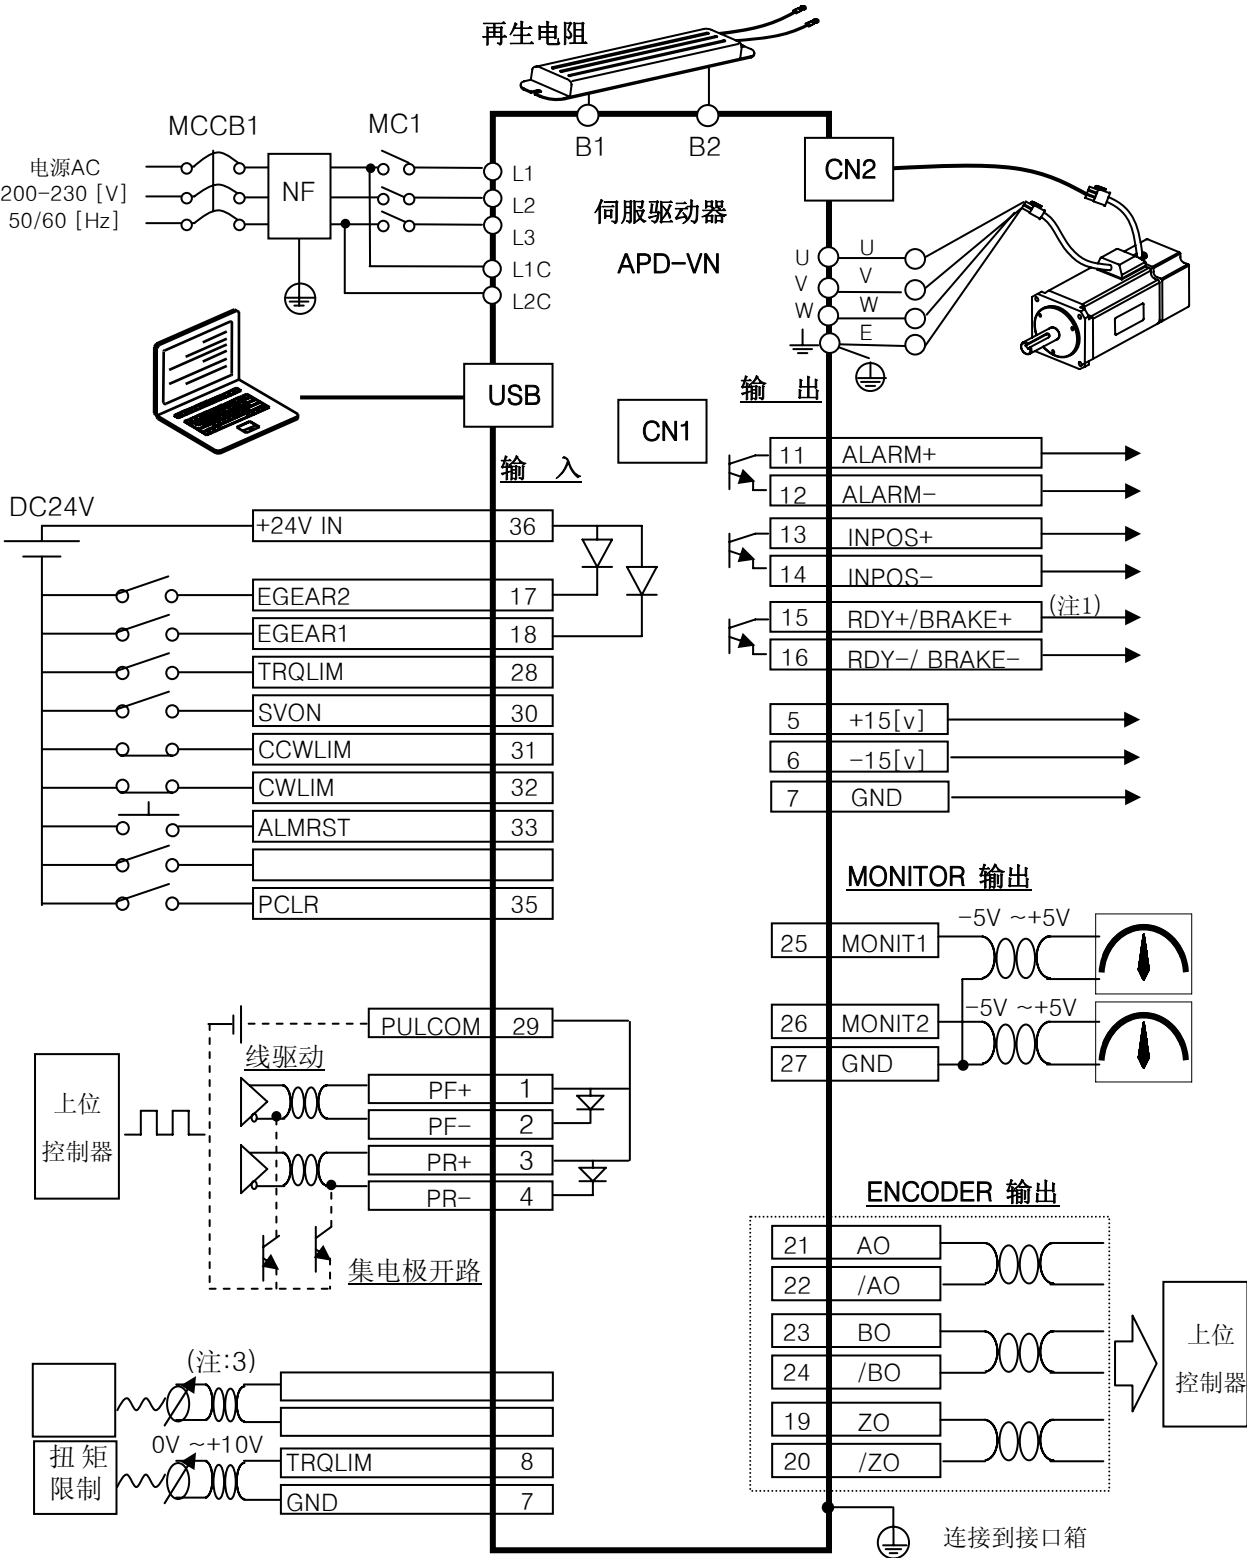 再生电阻
MCCB1
MC1
B1
B2
CN2
电源AC
200-230 [V]
50/60 [Hz]
NF
L1
L2
L3
L1C
L2C
伺服驱动器
APD-VN
U
V
W
U
V
W
E
USB
CN1
输 出
输 入
11 ALARM+
12 ALARM-
13 INPOS+
14 INPOS-
15 RDY+/BRAKE+ (注1)
16 RDY-/ BRAKE-
5 +15[v]
6 -15[v]
7 GND
DC24V
+24V IN 36
EGEAR2 17
EGEAR1 18
TRQLIM 28
SVON 30
CCWLIM 31
CWLIM 32
ALMRST 33
PCLR 35
MONITOR 输出
-5V ~+5V
25 MONIT1
-5V ~+5V
26 MONIT2
27 GND
PULCOM 29
线驱动
上位
控制器
PF+ 1
PF- 2
PR+ 3
PR- 4
集电极开路
ENCODER 输出
21 AO
22 /AO
23 BO
24 /BO
19 ZO
20 /ZO
上位
控制器
(注:3)
0V ~+10V
扭 矩
限制
TRQLIM 8
GND 7
连接到接口箱